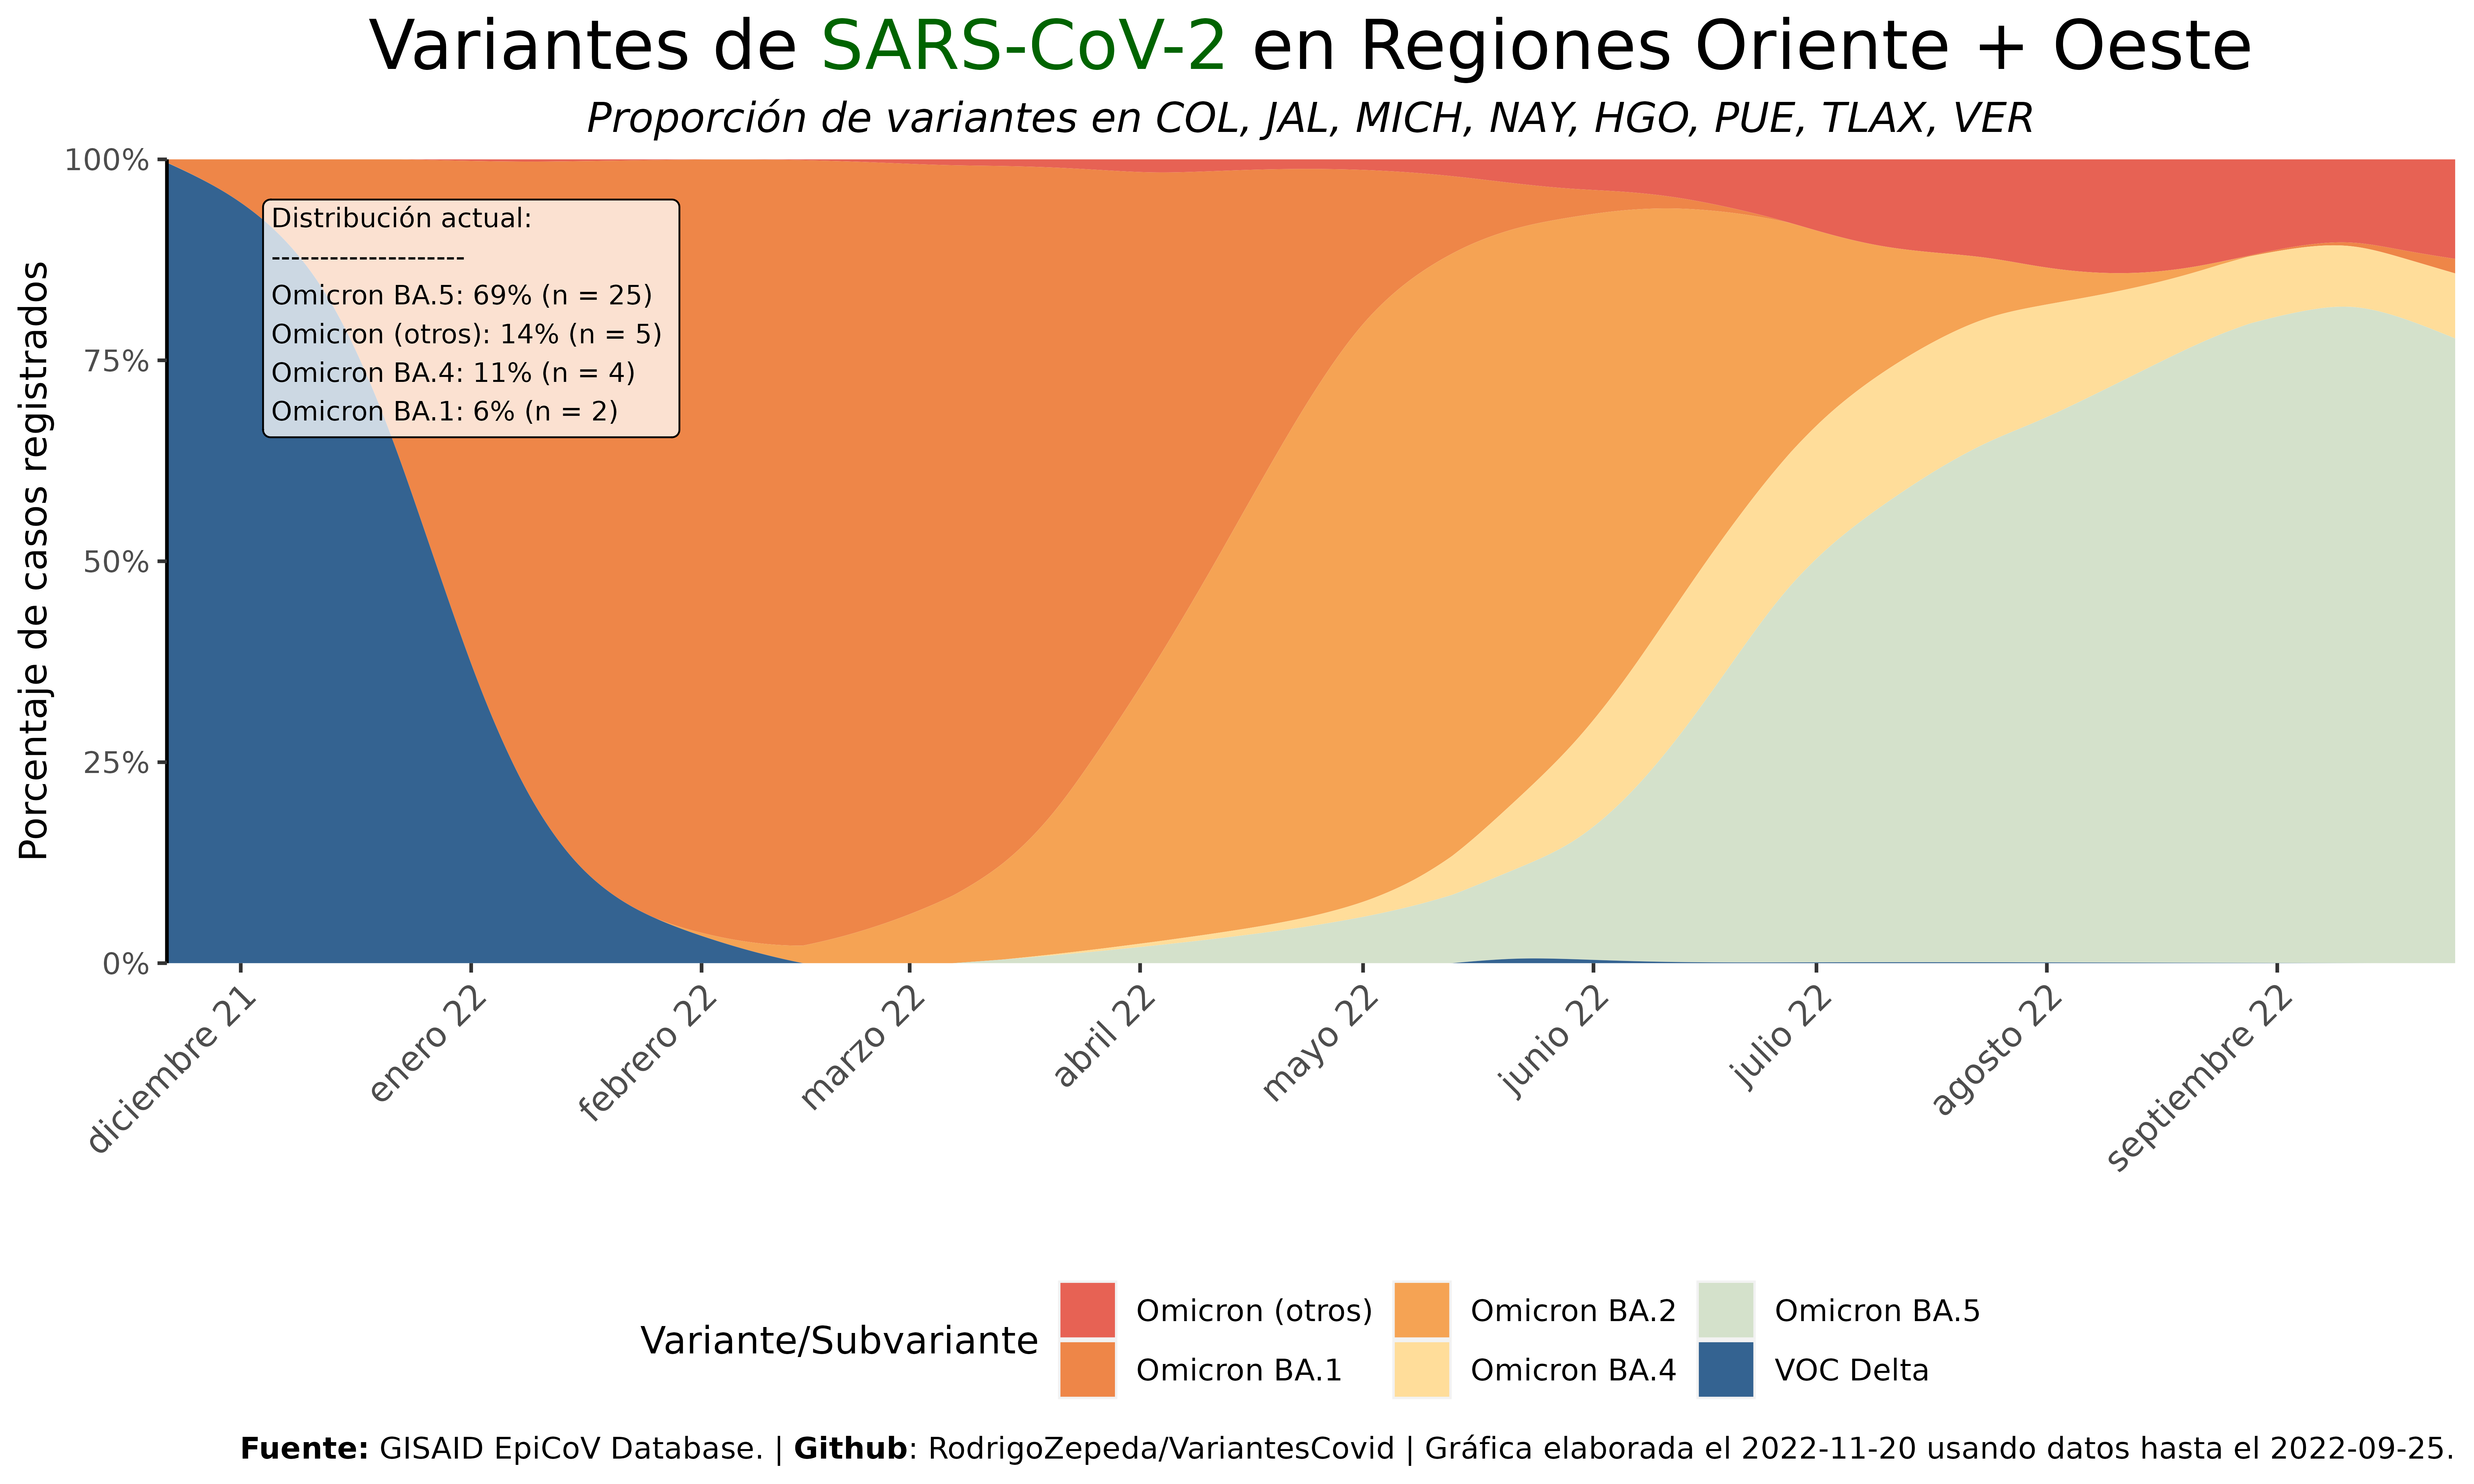 Variantes de SARS-CoV-2 en Regiones Oriente + Oeste
Proporción de variantes en COL, JAL, MICH, NAY, HGO, PUE, TLAX, VER
Porcentaje de casos registrados
100%
75%
50%
25%
0%
Distribución actual:
--------------------
Omicron BA.5: 69% (n = 25)
Omicron (otros): 14% (n = 5)
Omicron BA.4: 11% (n = 4)
Omicron BA.1: 6% (n = 2)
diciembre 21
enero 22
febrero 22
marzo 22
abril 22
mayo 22
junio 22
julio 22
agosto 22
septiembre 22
Variante/Subvariante
Omicron (otros)
Omicron BA.1
Omicron BA.2
Omicron BA.4
Omicron BA.5
VOC Delta
Fuente: GISAID EpiCoV Database. | Github: RodrigoZepeda/VariantesCovid | Gráfica elaborada el 2022-11-20 usando datos hasta el 2022-09-25.